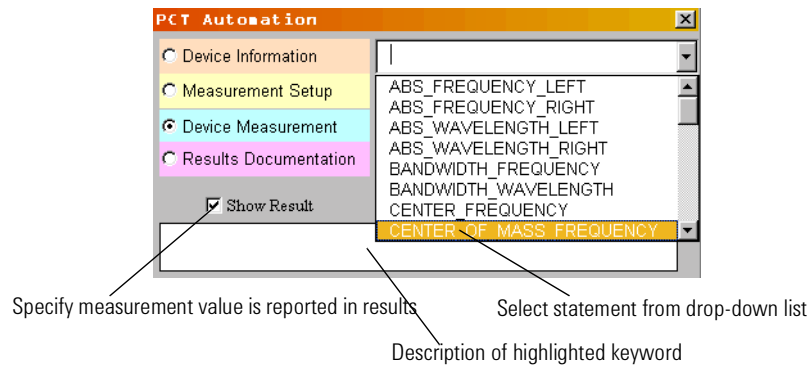 PCT Automation
Device Information
Measurement Setup
Device Measurement
Results Documentation
Show Result
ABS_FREQUENCY_LEFT
ABS_FREQUENCY_RIGHT
ABS_WAVELENGTH_LEFT
ABS_WAVELENGTH_RIGHT
BANDWIDTH_FREQUENCY
BANDWIDTH_WAVELENGTH
CENTER_FREQUENCY
CENTER_OF_MASS_FREQUENCY
Specify measurement value is reported in results
Select statement from drop-down list
Description of highlighted keyword